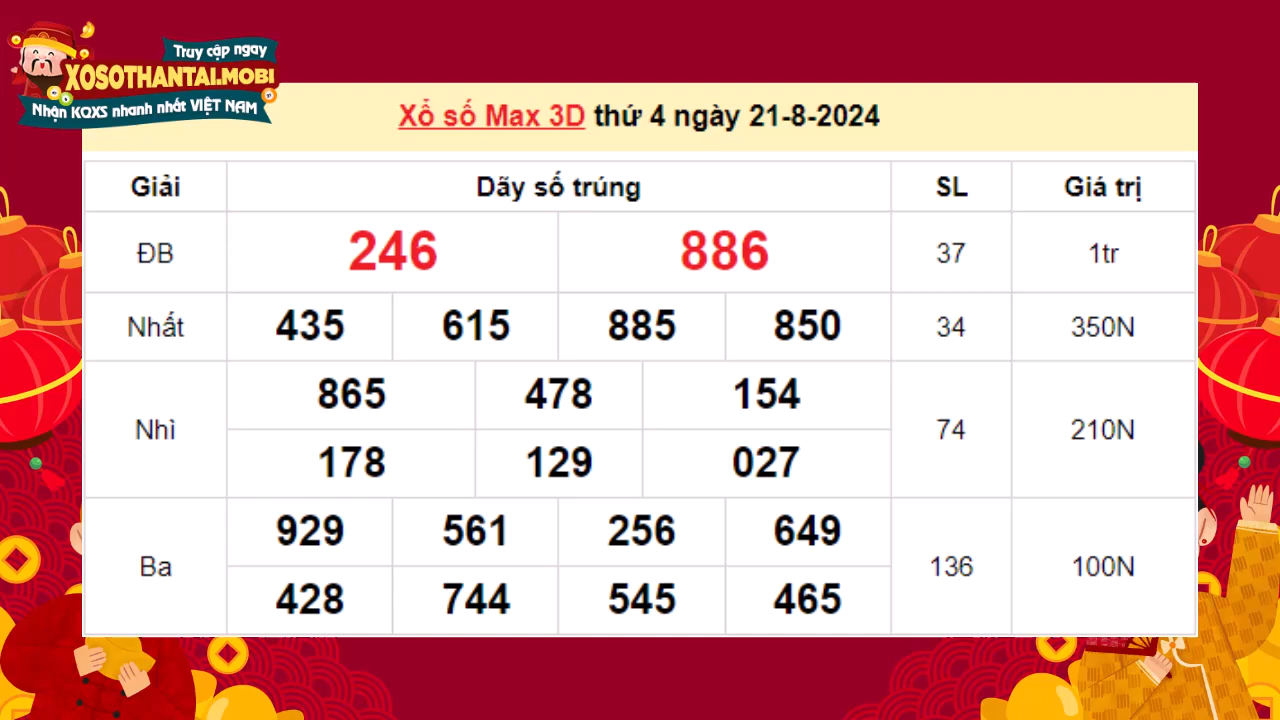 Truy cập ngay
XOSOTHANTAI.MOBI
Nhận KQXS nhanh nhất VIỆT NAM
Xổ số Max 3D thứ 4 ngày 21-8-2024
Giải Dãy số trúng SL Giá trị
ĐB 246 886 37 1tr
Nhất 435 615 885 850 34 350N
865 478 154
Nhì 74 210N
178 129 027
929 561 256 649
Ba 136 100N
428 744 545 465